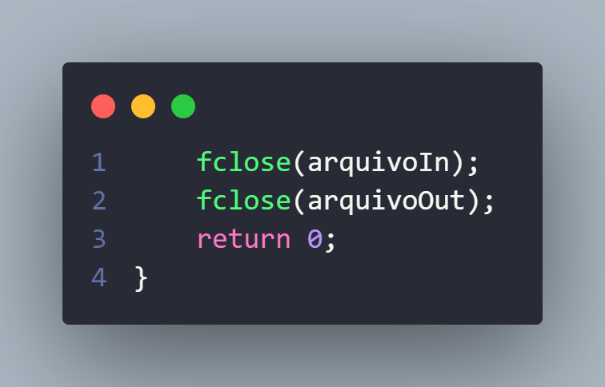 1 fclose(arquivoIn);
2 fclose(arquivoOut);
3 return 0;
4 }